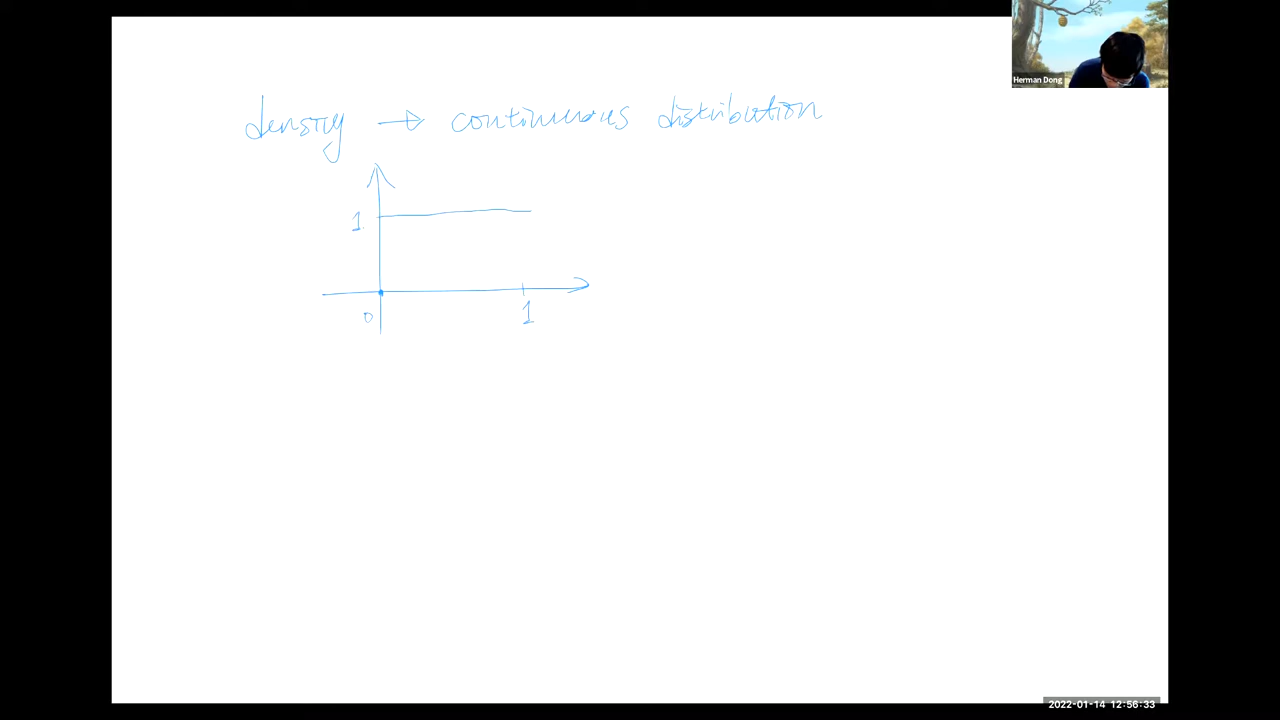 Herman Dong
density → continuous distribution
1
0
1
2022-01-14 12:56:33